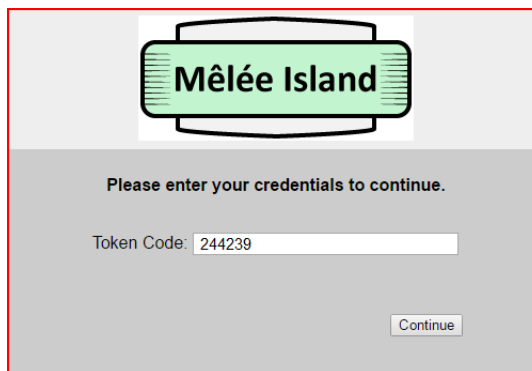 Mêlée Island
Please enter your credentials to continue.
Token Code: 244239
Continue